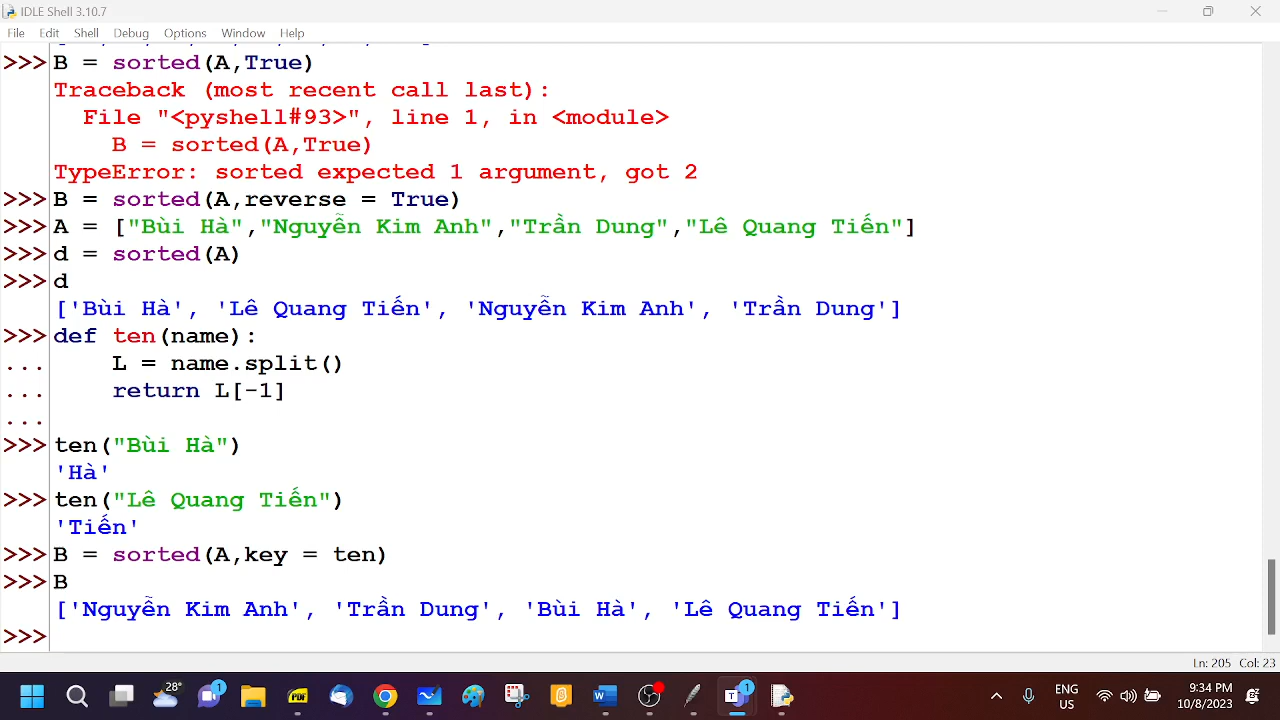 IDLE Shell 3.10.7
File Edit Shell Debug Options Window Help
>>> B = sorted(A,True)
Traceback (most recent call last):
  File "<pyshell#93>", line 1, in <module>
    B = sorted(A,True)
TypeError: sorted expected 1 argument, got 2
>>> B = sorted(A,reverse = True)
>>> A = ["Bùi Hà","Nguyễn Kim Anh","Trần Dung","Lê Quang Tiến"]
>>> d = sorted(A)
>>> d
['Bùi Hà', 'Lê Quang Tiến', 'Nguyễn Kim Anh', 'Trần Dung']
>>> def ten(name):
...     L = name.split()
...     return L[-1]
...
>>> ten("Bùi Hà")
'Hà'
>>> ten("Lê Quang Tiến")
'Tiến'
>>> B = sorted(A,key = ten)
>>> B
['Nguyễn Kim Anh', 'Trần Dung', 'Bùi Hà', 'Lê Quang Tiến']
>>>
Ln: 205 Col: 23
28°
1
PDF
1
ENG
US
9:34 PM
10/8/2023